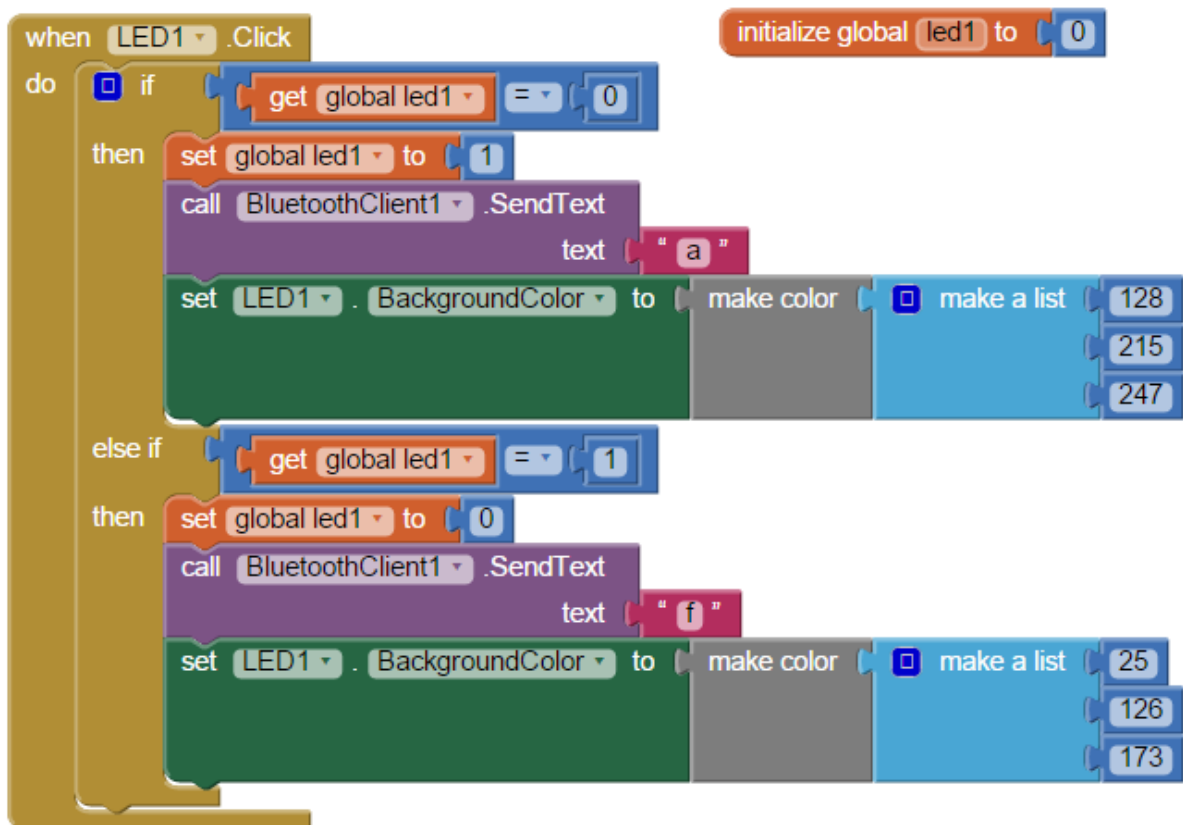 when LED1 .Click
initialize global led1 to 0
do if get global led1 = 0
then set global led1 to 1
call BluetoothClient1 .SendText
text “ a ”
set LED1 . BackgroundColor to make color make a list 128
215
247
else if get global led1 = 1
then set global led1 to 0
call BluetoothClient1 .SendText
text “ f ”
set LED1 . BackgroundColor to make color make a list 25
126
173